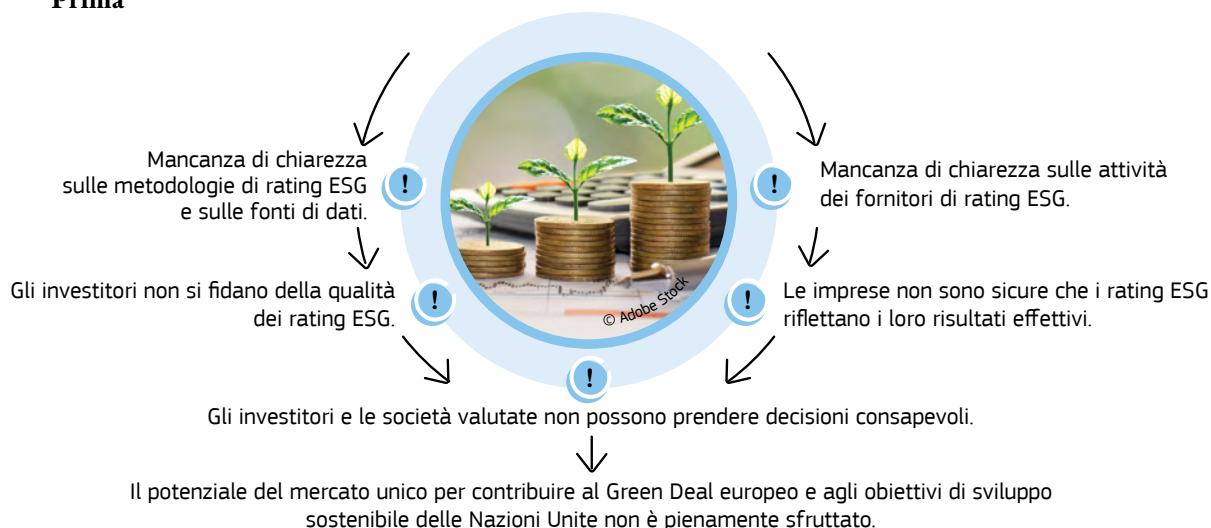 Prima
Mancanza di chiarezza
sulle metodologie di rating ESG
e sulle fonti di dati.
!
!
Mancanza di chiarezza sulle attività
dei fornitori di rating ESG.
Gli investitori non si fidano della qualità
dei rating ESG.
!
!
Le imprese non sono sicure che i rating ESG
riflettano i loro risultati effettivi.
© Adobe Stock
!
Gli investitori e le società valutate non possono prendere decisioni consapevoli.
Il potenziale del mercato unico per contribuire al Green Deal europeo e agli obiettivi di sviluppo
sostenibile delle Nazioni Unite non è pienamente sfruttato.